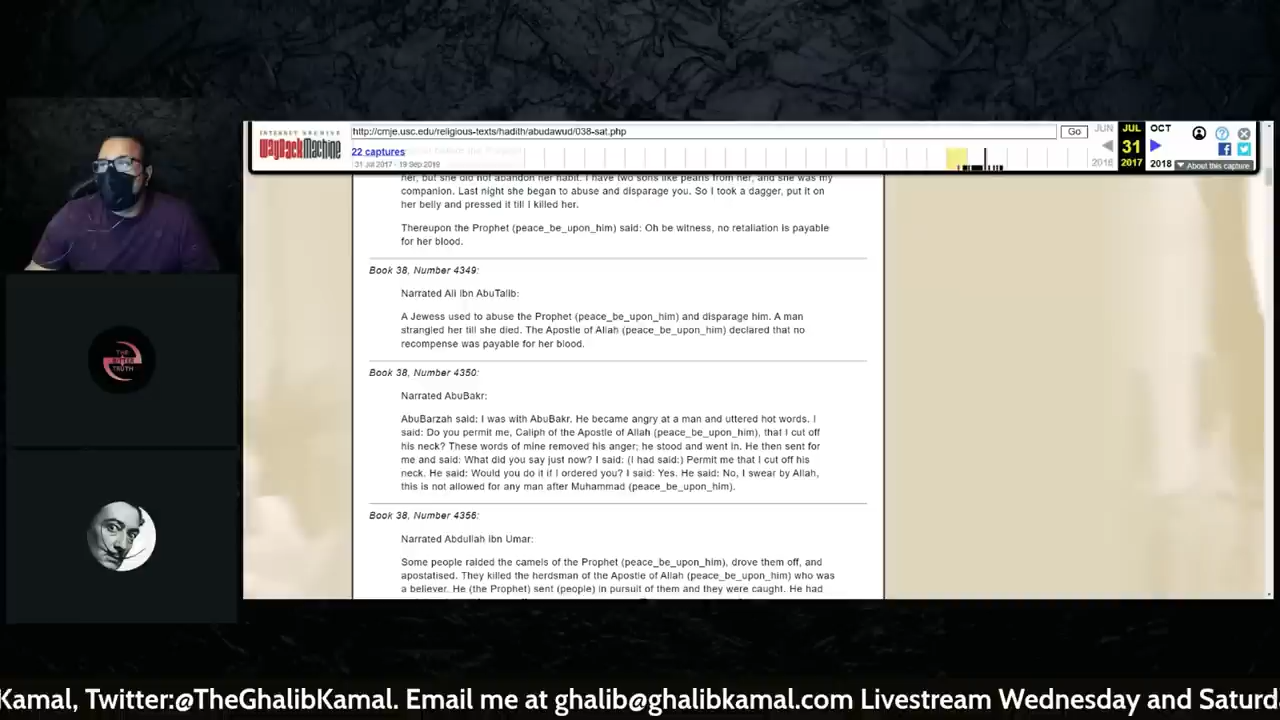 INTERNET ARCHIVE
WayBackMachine
http://cmje.usc.edu/religious-texts/hadith/abudawud/038-sat.php
Go
JUN
JUL
OCT
22 captures
31 Jul 2017 - 19 Sep 2019
31
2016
2017
2018
About this capture
her, but she did not abandon her habit. I have two sons like pearls from her, and she was my
companion. Last night she began to abuse and disparage you. So I took a dagger, put it on
her belly and pressed it till I killed her.
Thereupon the Prophet (peace_be_upon_him) said: Oh be witness, no retaliation is payable
for her blood.
Book 38, Number 4349:
Narrated Ali ibn AbuTalib:
A Jewess used to abuse the Prophet (peace_be_upon_him) and disparage him. A man
strangled her till she died. The Apostle of Allah (peace_be_upon_him) declared that no
recompense was payable for her blood.
Book 38, Number 4350:
Narrated AbuBakr:
AbuBarzah said: I was with AbuBakr. He became angry at a man and uttered hot words. I
said: Do you permit me, Caliph of the Apostle of Allah (peace_be_upon_him), that I cut off
his neck? These words of mine removed his anger; he stood and went in. He then sent for
me and said: What did you say just now? I said: (I had said:) Permit me that I cut off his
neck. He said: Would you do it if I ordered you? I said: Yes. He said: No, I swear by Allah,
this is not allowed for any man after Muhammad (peace_be_upon_him).
Book 38, Number 4356:
Narrated Abdullah ibn Umar:
Some people raided the camels of the Prophet (peace_be_upon_him), drove them off, and
apostatised. They killed the herdsman of the Apostle of Allah (peace_be_upon_him) who was
a believer. He (the Prophet) sent (people) in pursuit of them and they were caught. He had
THE
BITTER
TRUTH
Kamal, Twitter:@TheGhalibKamal. Email me at ghalib@ghalibkamal.com Livestream Wednesday and Saturd